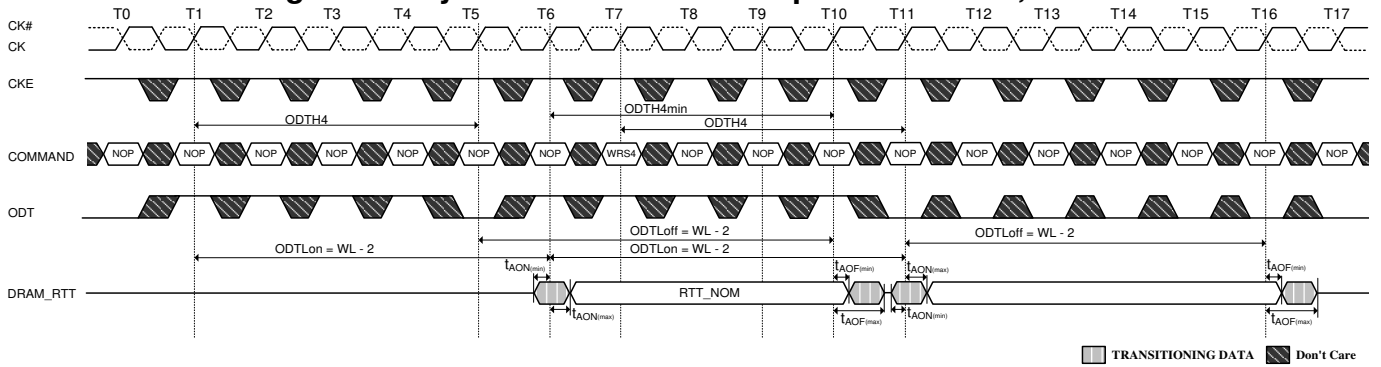 T0 T1 T2 T3 T4 T5 T6 T7 T8 T9 T10 T11 T12 T13 T14 T15 T16 T17
CK#
CK
CKE
ODTH4 ODTH4min
ODTH4
COMMAND NOP NOP NOP NOP NOP NOP NOP WRS4 NOP NOP NOP NOP NOP NOP NOP NOP NOP NOP
ODT
ODTLoff = WL - 2 ODTLoff = WL - 2
ODTLon = WL - 2 ODTLon = WL - 2
tAON(min) tAOF(min) tAON(max) tAOF(min)
DRAM_RTT RTT_NOM
tAON(max) tAOF(max) tAON(min) tAOF(max)
TRANSITIONING DATA Don't Care